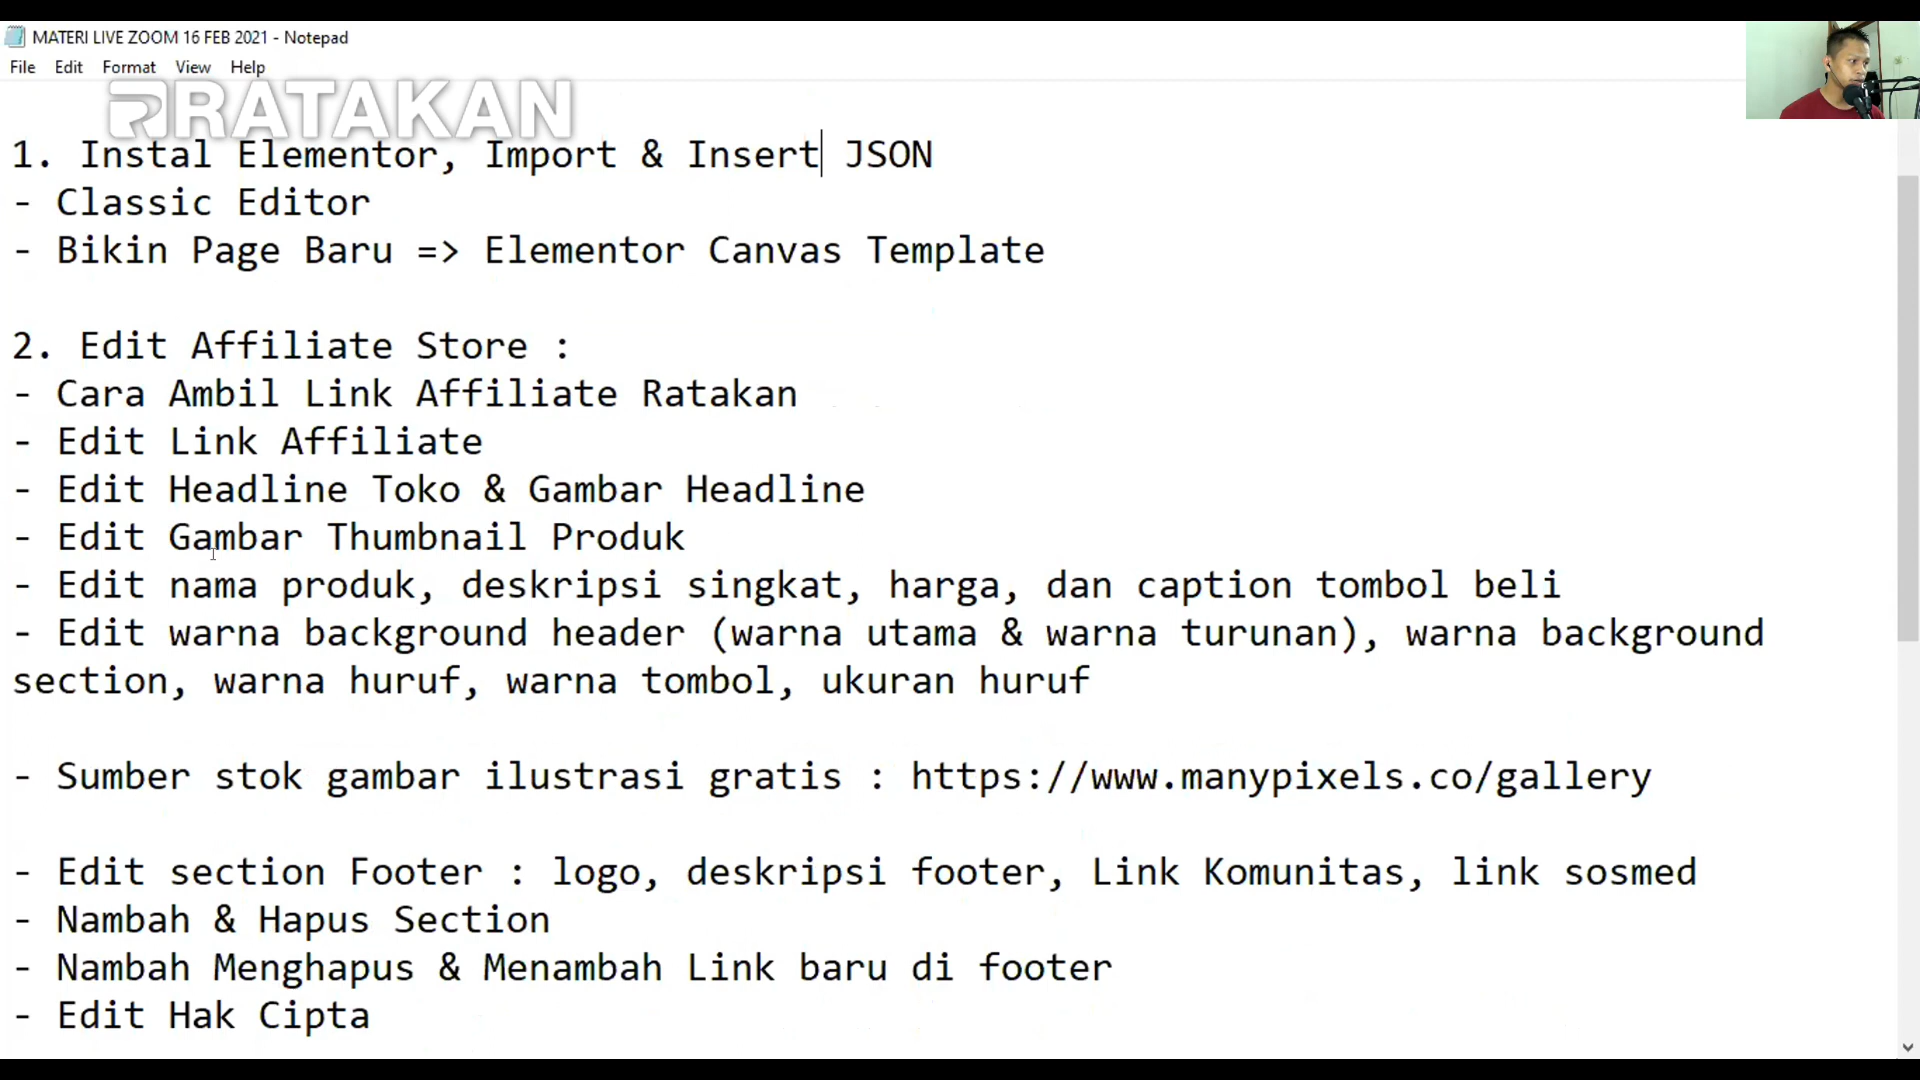 MATERI LIVE ZOOM 16 FEB 2021 - Notepad
File Edit Format View Help
RATAKAN
1. Instal Elementor, Import & Insert JSON
- Classic Editor
- Bikin Page Baru => Elementor Canvas Template
2. Edit Affiliate Store :
- Cara Ambil Link Affiliate Ratakan
- Edit Link Affiliate
- Edit Headline Toko & Gambar Headline
- Edit Gambar Thumbnail Produk
- Edit nama produk, deskripsi singkat, harga, dan caption tombol beli
- Edit warna background header (warna utama & warna turunan), warna background
section, warna huruf, warna tombol, ukuran huruf
- Sumber stok gambar ilustrasi gratis : https://www.manypixels.co/gallery
- Edit section Footer : logo, deskripsi footer, Link Komunitas, link sosmed
- Nambah & Hapus Section
- Nambah Menghapus & Menambah Link baru di footer
- Edit Hak Cipta